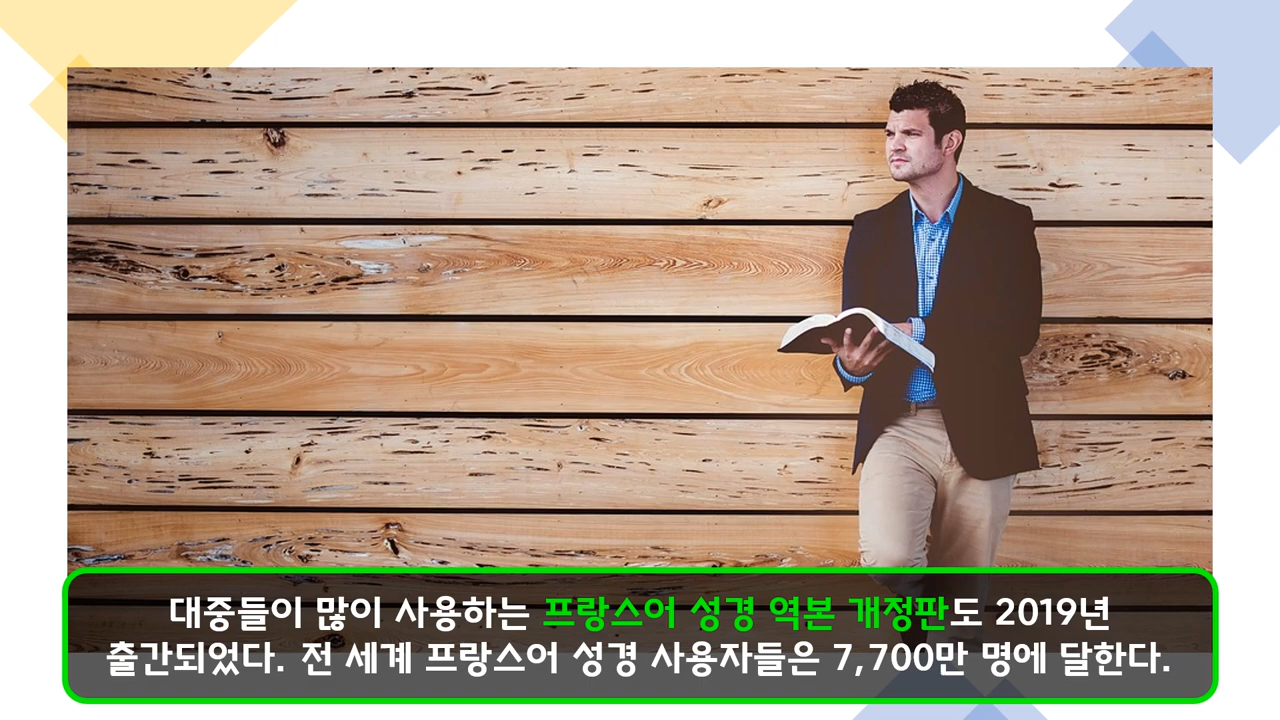 대중들이 많이 사용하는 프랑스어 성경 역본 개정판도 2019년
출간되었다. 전 세계 프랑스어 성경 사용자들은 7,700만 명에 달한다.